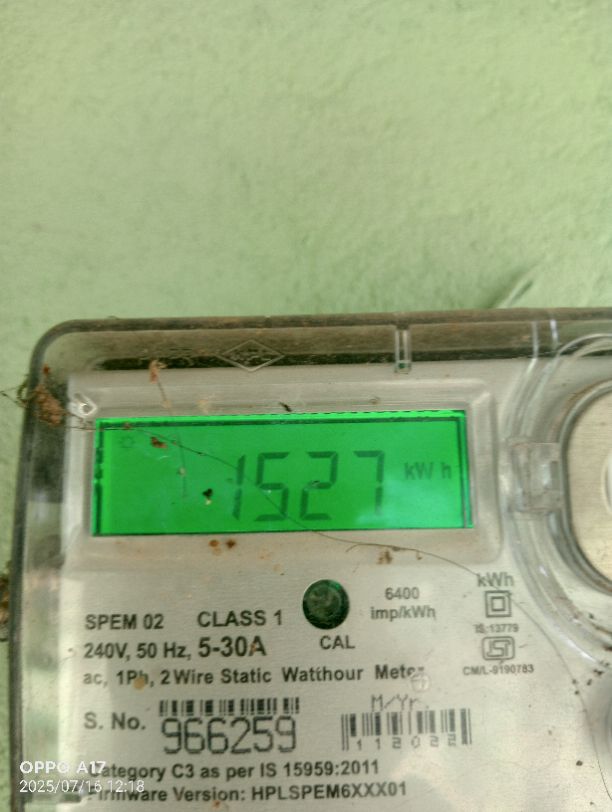 1527 kWh
kWh
6400
imp/kWh
SPEM 02 CLASS 1
IS:13779
240V, 50 Hz, 5-30A CAL
CM/L-9190783
ac, 1Ph, 2 Wire Static Watthour Meter
M/Yr.
S. No. 966259
Category C3 as per IS 15959:2011
Firmware Version: HPLSPEM6XXX01
OPPO A17
2025/07/16 12:18